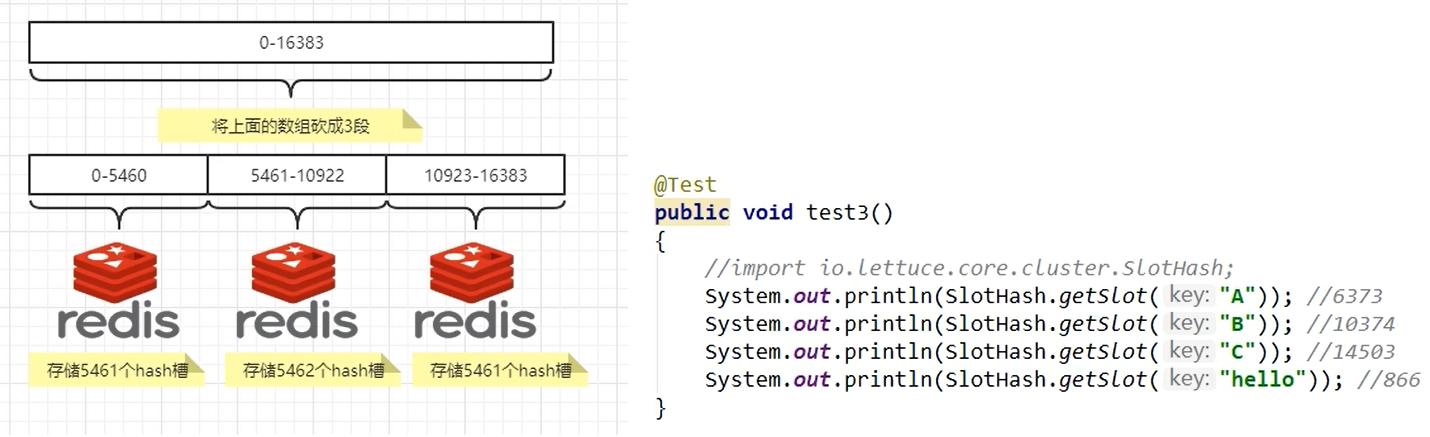 0-16383
将上面的数组砍成3段
0-5460
5461-10922
10923-16383
redis
redis
redis
存储5461个hash槽
存储5462个hash槽
存储5461个hash槽
@Test
public void test3()
{
//import io.lettuce.core.cluster.SlotHash;
System.out.println(SlotHash.getSlot( key: "A")); //6373
System.out.println(SlotHash.getSlot( key: "B")); //10374
System.out.println(SlotHash.getSlot( key: "C")); //14503
System.out.println(SlotHash.getSlot( key: "hello")); //866
}